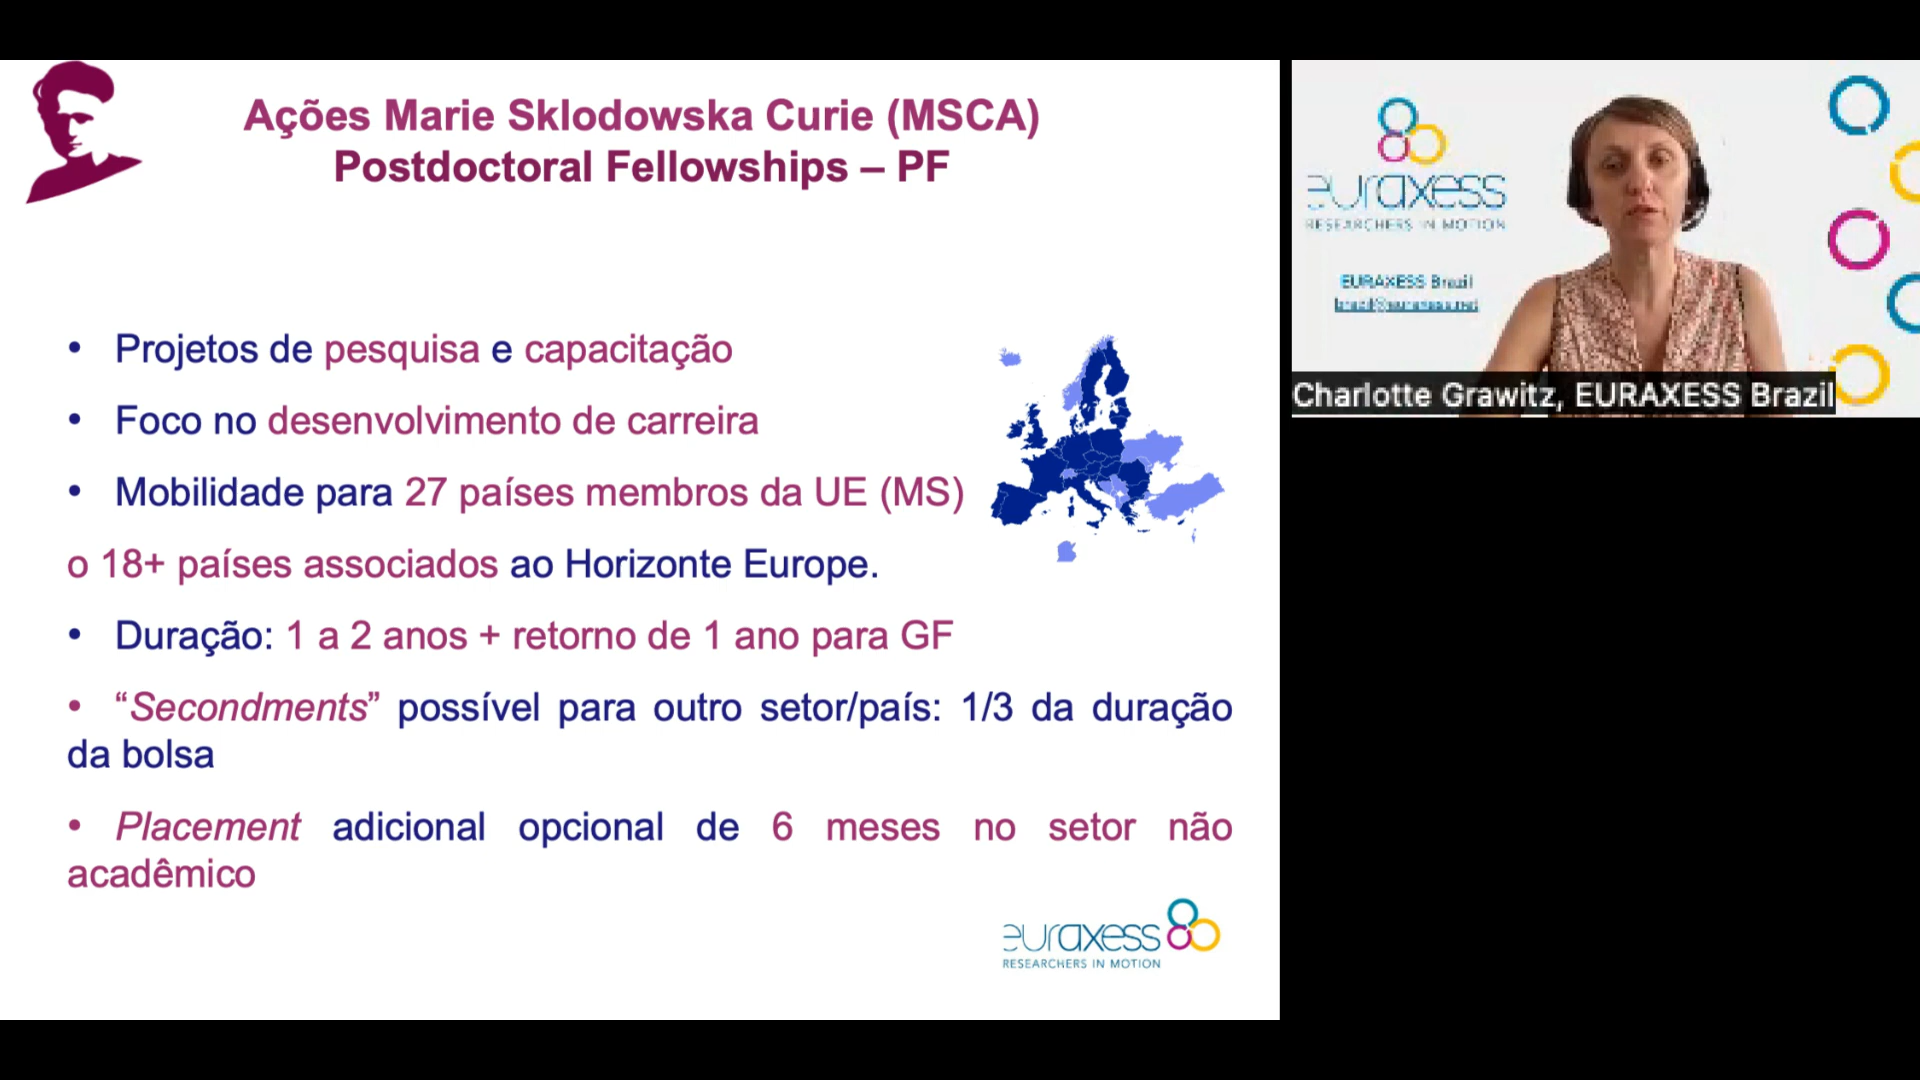 Ações Marie Sklodowska Curie (MSCA)
Postdoctoral Fellowships – PF
• Projetos de pesquisa e capacitação
• Foco no desenvolvimento de carreira
• Mobilidade para 27 países membros da UE (MS)
o 18+ países associados ao Horizonte Europe.
• Duração: 1 a 2 anos + retorno de 1 ano para GF
• “Secondments” possível para outro setor/país: 1/3 da duração
da bolsa
• Placement adicional opcional de 6 meses no setor não
acadêmico
euraxess
RESEARCHERS IN MOTION
euraxess
RESEARCHERS IN MOTION
EURAXESS Brazil
brazil@euraxess.net
Charlotte Grawitz, EURAXESS Brazil